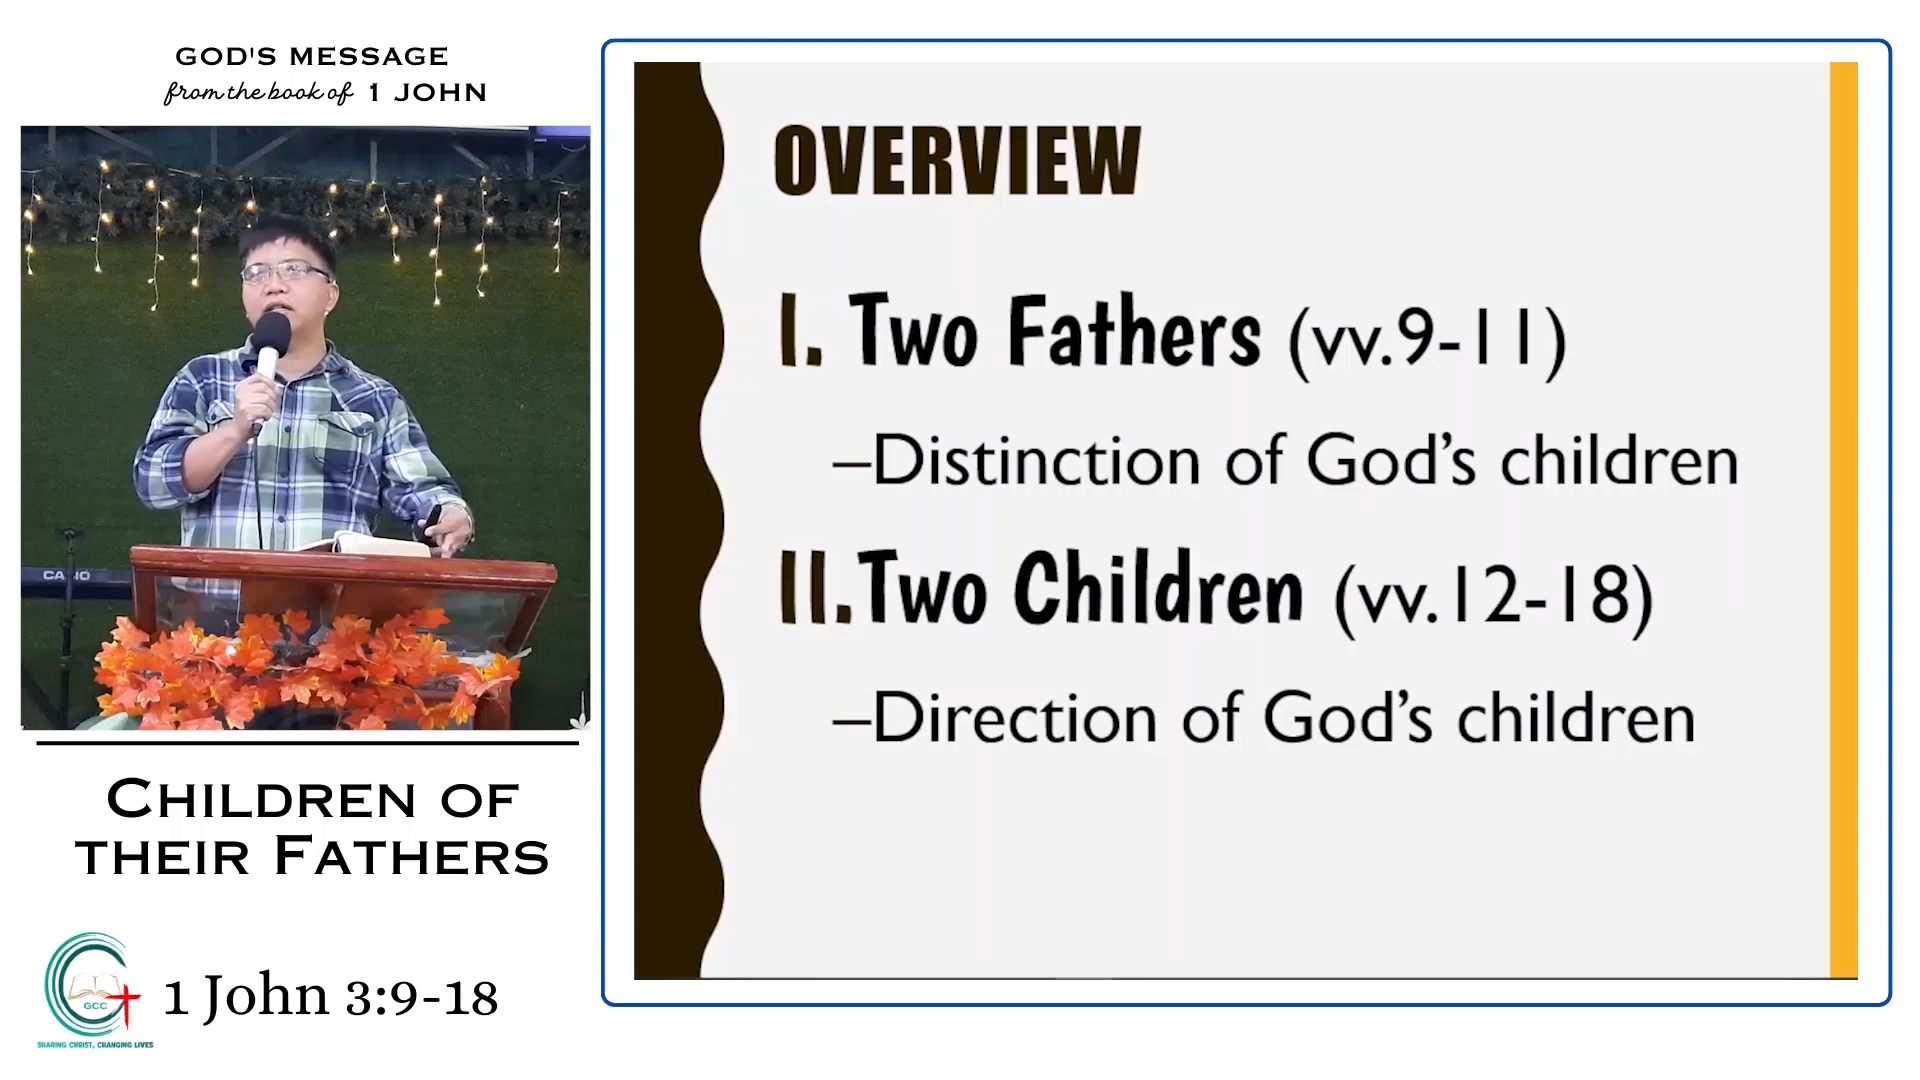 GOD'S MESSAGE
from the book of 1 JOHN
CASIO
CHILDREN OF
THEIR FATHERS
GCC
1 John 3:9-18
SHARING CHRIST, CHANGING LIVES
OVERVIEW
I. Two Fathers (vv.9-11)
–Distinction of God's children
II.Two Children (vv.12-18)
–Direction of God's children